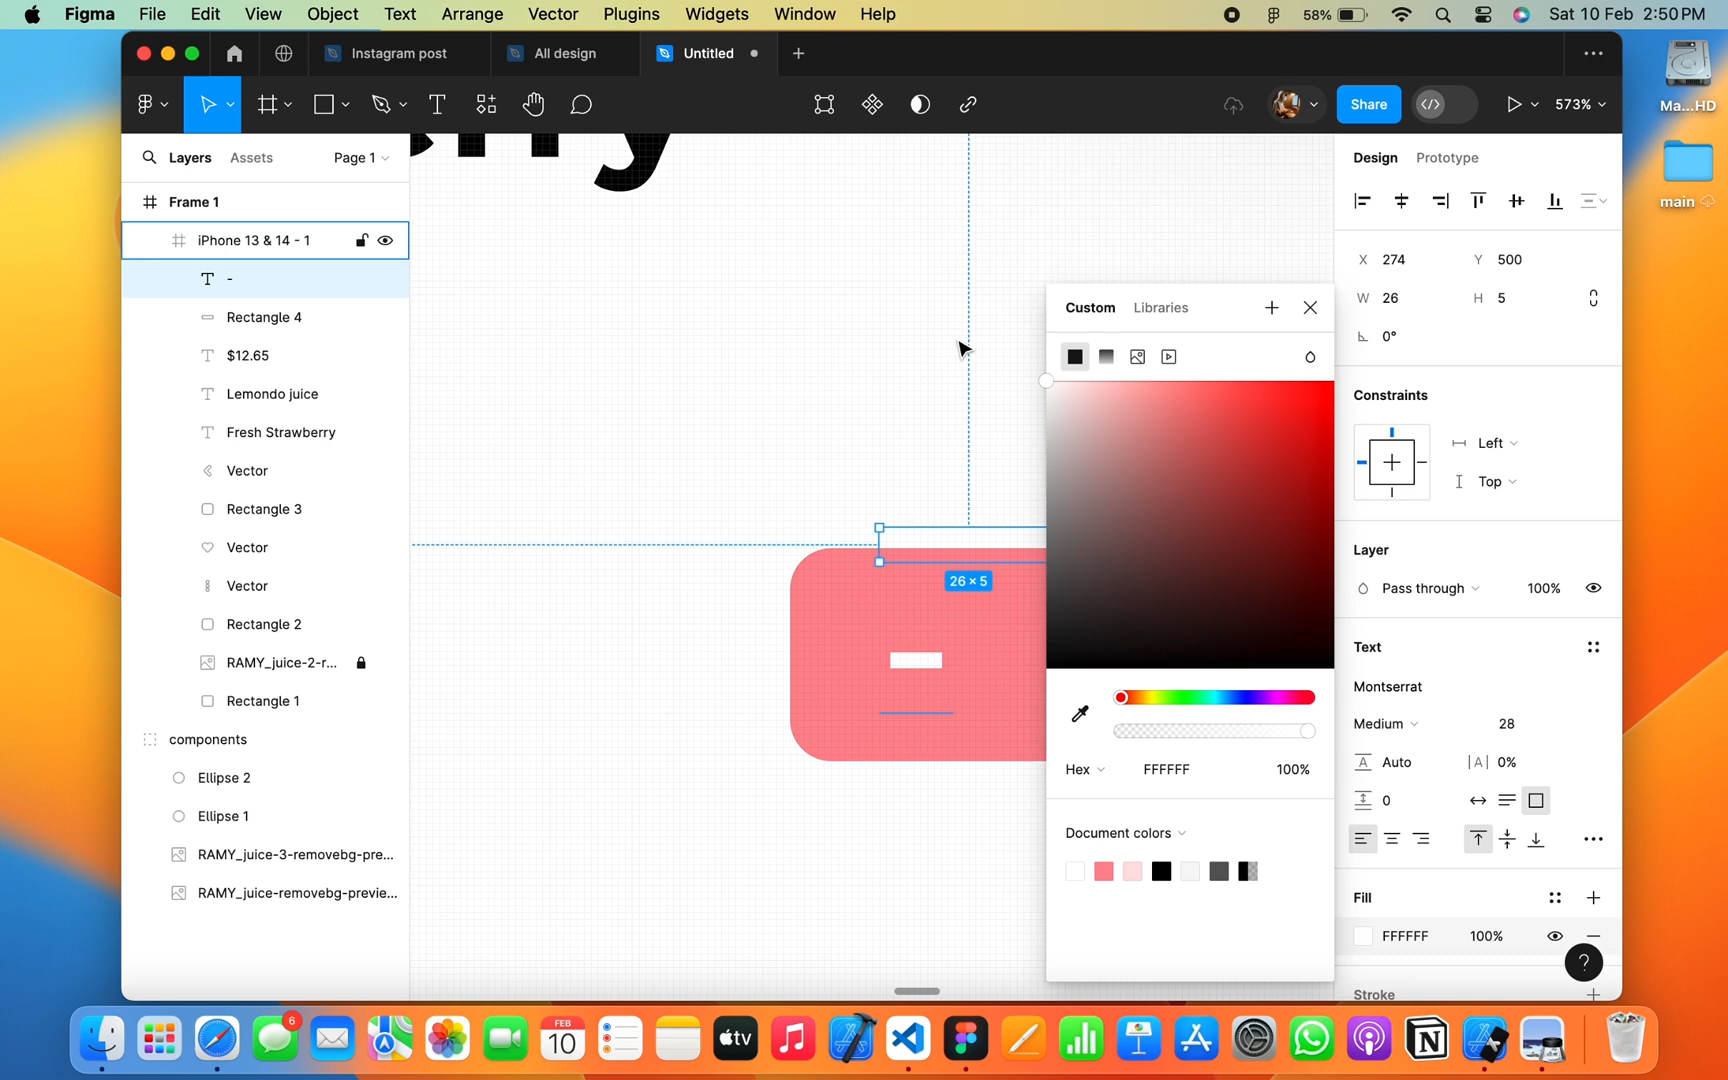 Figma File Edit View Object Text Arrange Vector Plugins Widgets Window Help 58% Sat 10 Feb 2:50 PM
Instagram post All design Untitled
Share 573%
Ma...HD
main
Layers Assets Page 1
Frame 1
iPhone 13 & 14 - 1
-
Rectangle 4
$12.65
Lemondo juice
Fresh Strawberry
Vector
Rectangle 3
Vector
Vector
Rectangle 2
RAMY_juice-2-r...
Rectangle 1
components
Ellipse 2
Ellipse 1
RAMY_juice-3-removebg-pre...
RAMY_juice-removebg-previe...
26 × 5
Custom Libraries
Hex FFFFFF 100%
Document colors
Design Prototype
X 274 Y 500
W 26 H 5
0°
Constraints
Left
Top
Layer
Pass through 100%
Text
Montserrat
Medium 28
Auto |A| 0%
0
Fill
FFFFFF 100%
?
Stroke
6
FEB
10
tv